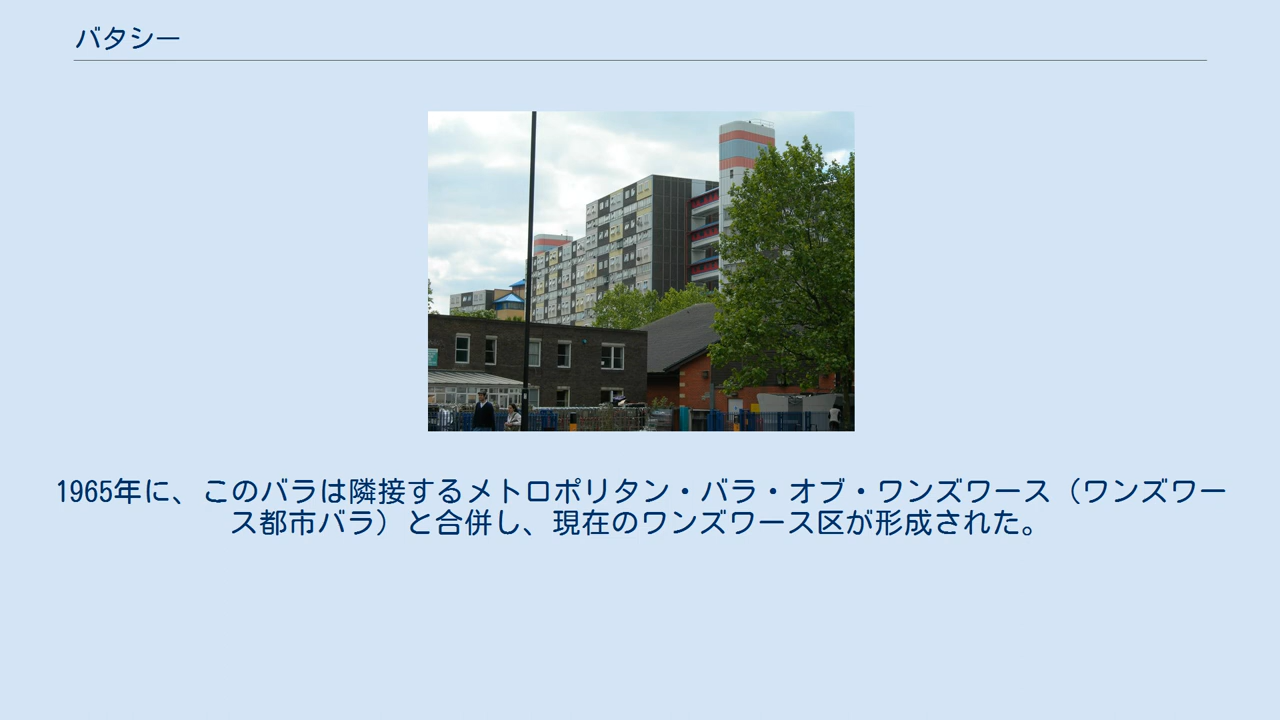 バタシー
1965年に、このバラは隣接するメトロポリタン・バラ・オブ・ワンズワース（ワンズワー
ス都市バラ）と合併し、現在のワンズワース区が形成された。